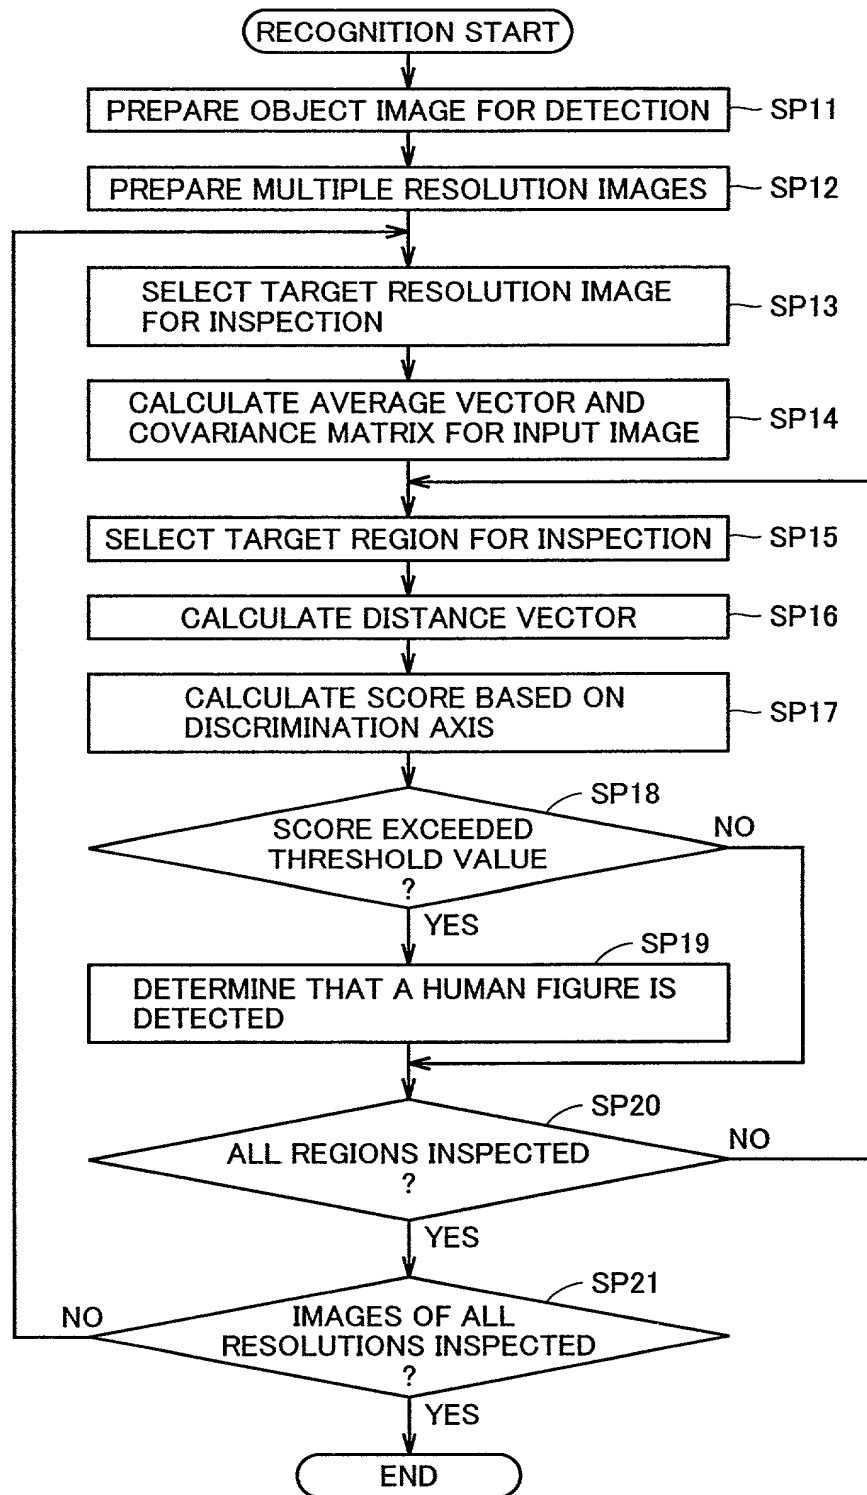 RECOGNITION START
PREPARE OBJECT IMAGE FOR DETECTION
SP11
PREPARE MULTIPLE RESOLUTION IMAGES
SP12
SELECT TARGET RESOLUTION IMAGE
FOR INSPECTION
SP13
CALCULATE AVERAGE VECTOR AND
COVARIANCE MATRIX FOR INPUT IMAGE
SP14
SELECT TARGET REGION FOR INSPECTION
SP15
CALCULATE DISTANCE VECTOR
SP16
CALCULATE SCORE BASED ON
DISCRIMINATION AXIS
SP17
SP18
SCORE EXCEEDED
THRESHOLD VALUE
?
NO
YES
SP19
DETERMINE THAT A HUMAN FIGURE IS
DETECTED
SP20
ALL REGIONS INSPECTED
?
NO
YES
SP21
IMAGES OF ALL
RESOLUTIONS INSPECTED
?
NO
YES
END